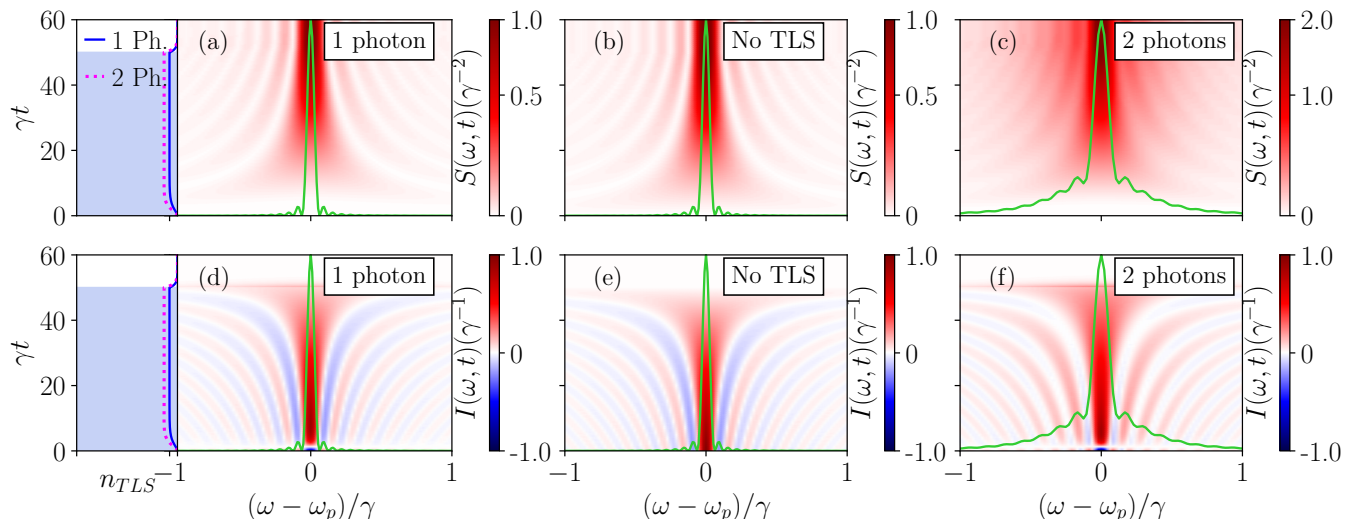 60
40
20
0
γt
1 Ph.
2 Ph.
(a)
1 photon
1.0
0.5
0
S(ω, t)(γ⁻²)
(b)
No TLS
1.0
0.5
0
S(ω, t)(γ⁻²)
(c)
2 photons
2.0
1.0
0
S(ω, t)(γ⁻²)
60
40
20
0
γt
n_{TLS}
(d)
1 photon
−1
0
1
(ω − ω_p)/γ
1.0
0
-1.0
I(ω, t)(γ⁻¹)
(e)
No TLS
−1
0
1
(ω − ω_p)/γ
1.0
0
-1.0
I(ω, t)(γ⁻¹)
(f)
2 photons
−1
0
1
(ω − ω_p)/γ
1.0
0
-1.0
I(ω, t)(γ⁻¹)